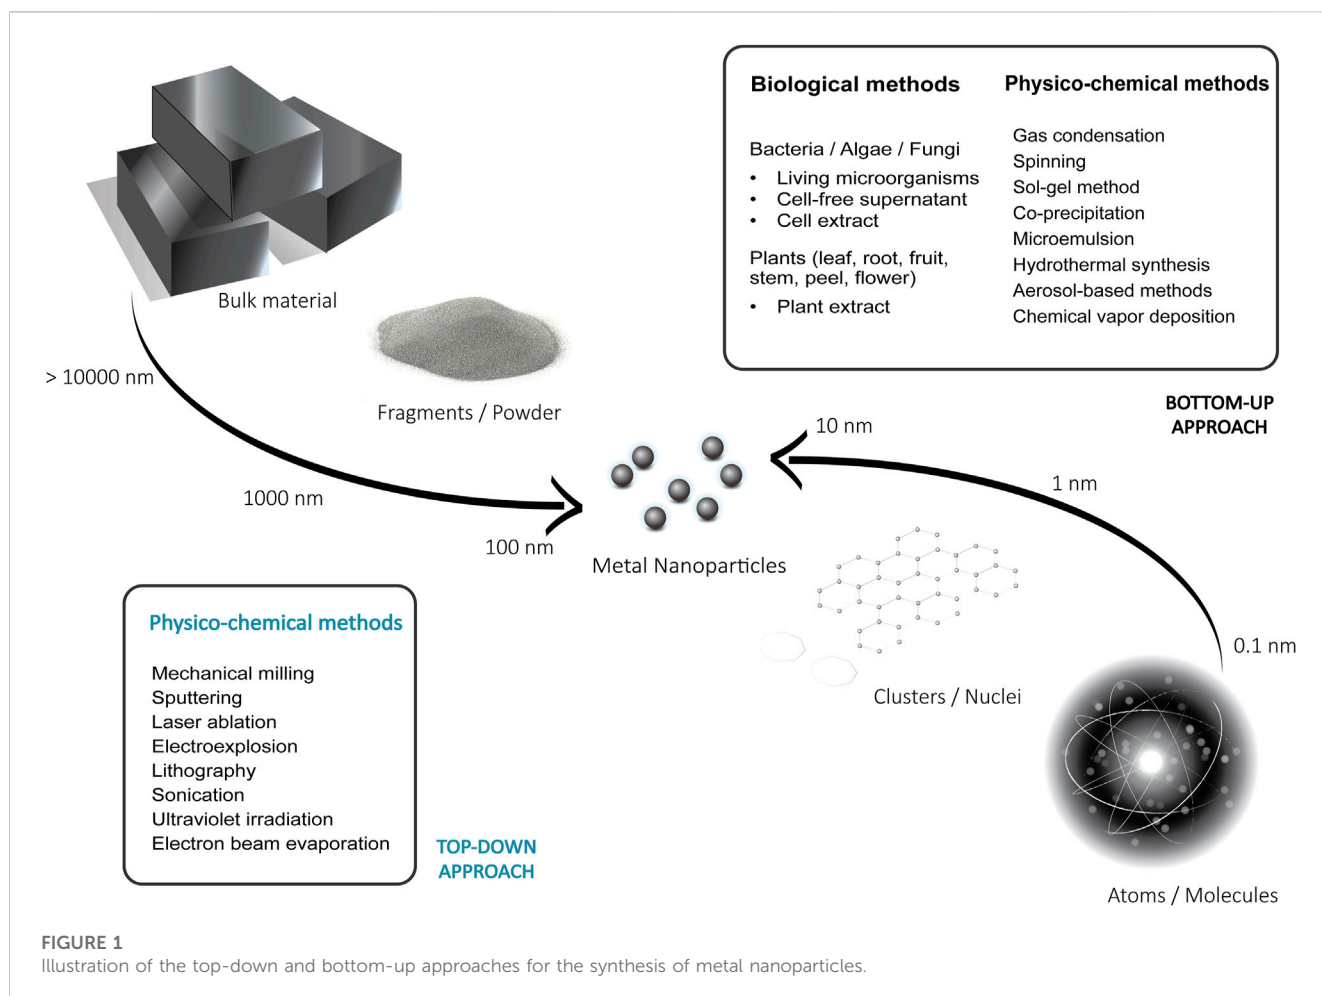 Bulk material
> 10000 nm
Fragments / Powder
1000 nm
100 nm
Metal Nanoparticles
Biological methods
Bacteria / Algae / Fungi
• Living microorganisms
• Cell-free supernatant
• Cell extract
Plants (leaf, root, fruit,
stem, peel, flower)
• Plant extract
Physico-chemical methods
Gas condensation
Spinning
Sol-gel method
Co-precipitation
Microemulsion
Hydrothermal synthesis
Aerosol-based methods
Chemical vapor deposition
BOTTOM-UP
APPROACH
10 nm
1 nm
0.1 nm
Clusters / Nuclei
Atoms / Molecules
Physico-chemical methods
Mechanical milling
Sputtering
Laser ablation
Electroexplosion
Lithography
Sonication
Ultraviolet irradiation
Electron beam evaporation
TOP-DOWN
APPROACH
FIGURE 1
Illustration of the top-down and bottom-up approaches for the synthesis of metal nanoparticles.